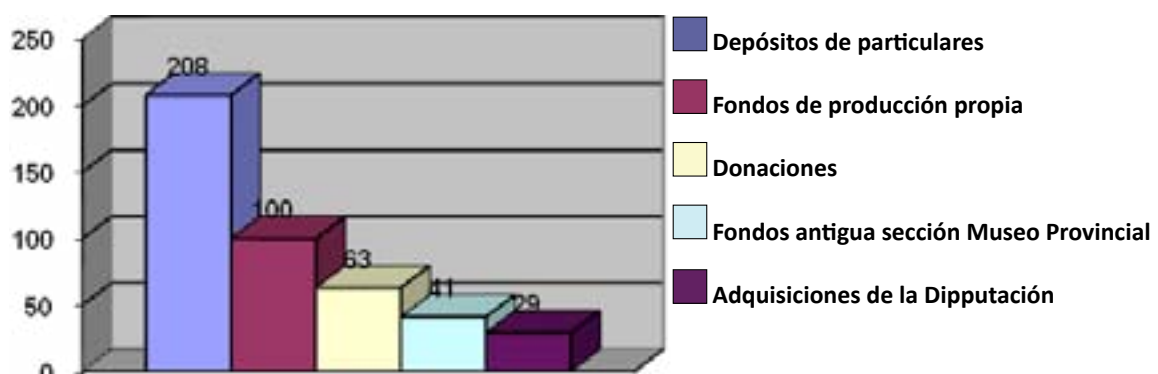 250
200
150
100
50
0
208
100
63
41
29
Depósitos de particulares
Fondos de producción propia
Donaciones
Fondos antigua sección Museo Provincial
Adquisiciones de la Dipputación